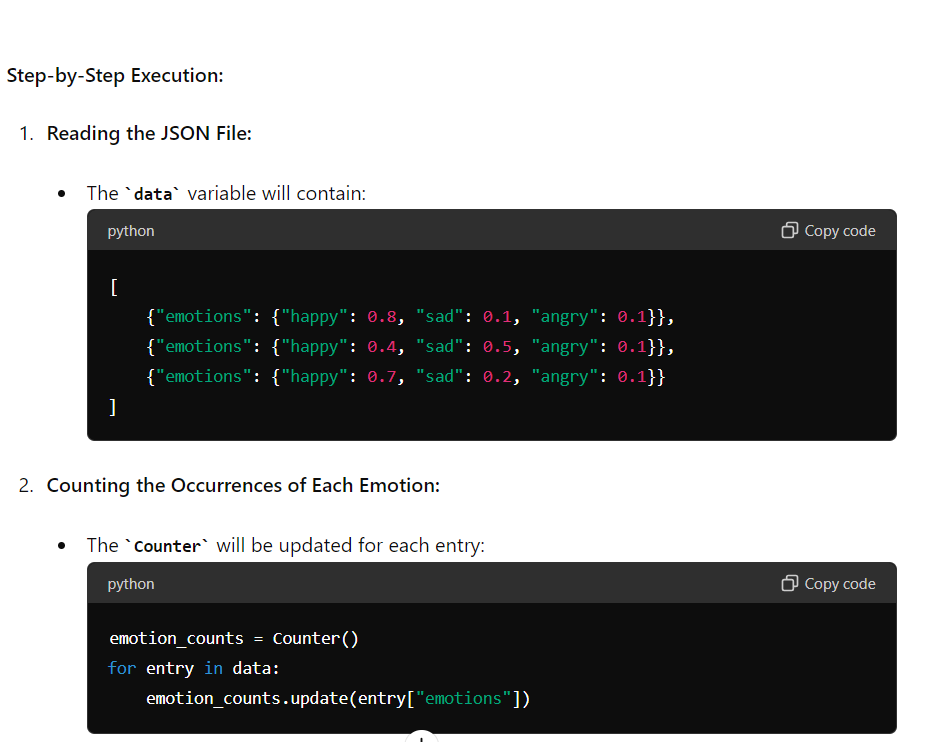 Step-by-Step Execution:
1. Reading the JSON File:
• The `data` variable will contain:
python Copy code
[
    {"emotions": {"happy": 0.8, "sad": 0.1, "angry": 0.1}},
    {"emotions": {"happy": 0.4, "sad": 0.5, "angry": 0.1}},
    {"emotions": {"happy": 0.7, "sad": 0.2, "angry": 0.1}}
]
2. Counting the Occurrences of Each Emotion:
• The `Counter` will be updated for each entry:
python Copy code
emotion_counts = Counter()
for entry in data:
    emotion_counts.update(entry["emotions"])